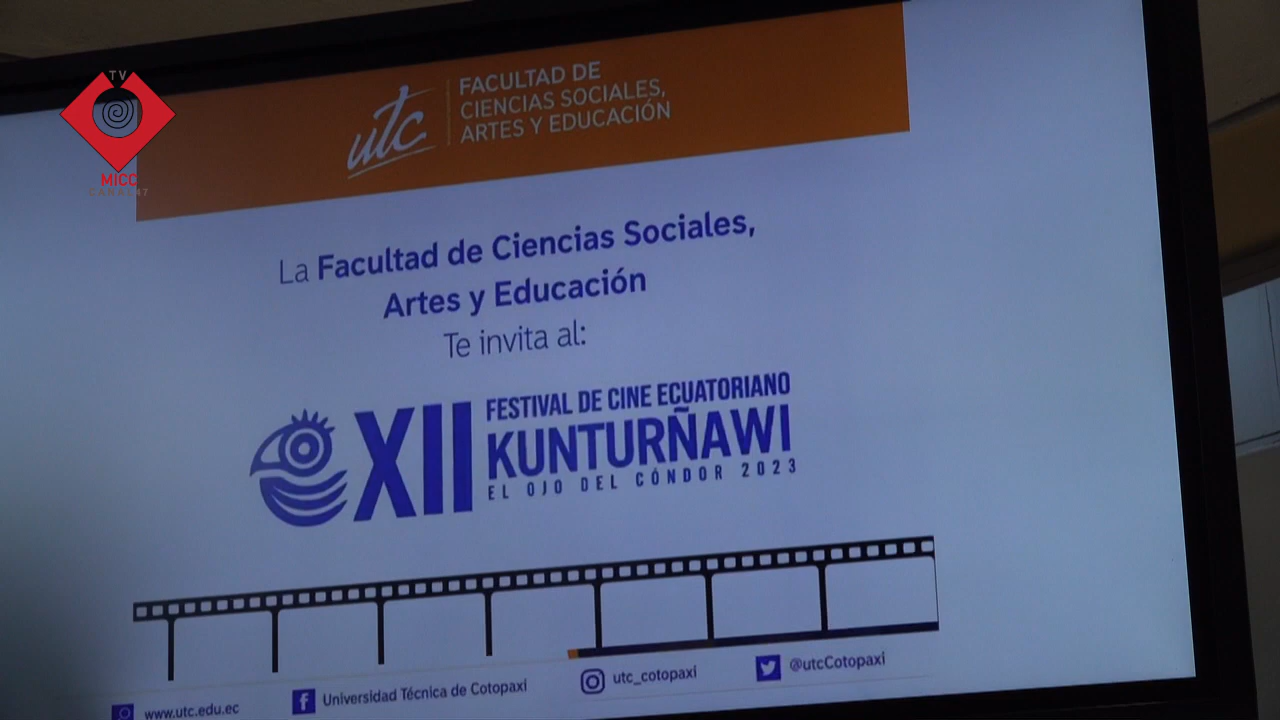 TV
MICC
CANAL 47
utc
FACULTAD DE
CIENCIAS SOCIALES,
ARTES Y EDUCACIÓN
La Facultad de Ciencias Sociales,
Artes y Educación
Te invita al:
XII
FESTIVAL DE CINE ECUATORIANO
KUNTURÑAWI
EL OJO DEL CÓNDOR 2023
www.utc.edu.ec
Universidad Técnica de Cotopaxi
utc_cotopaxi
@utcCotopaxi